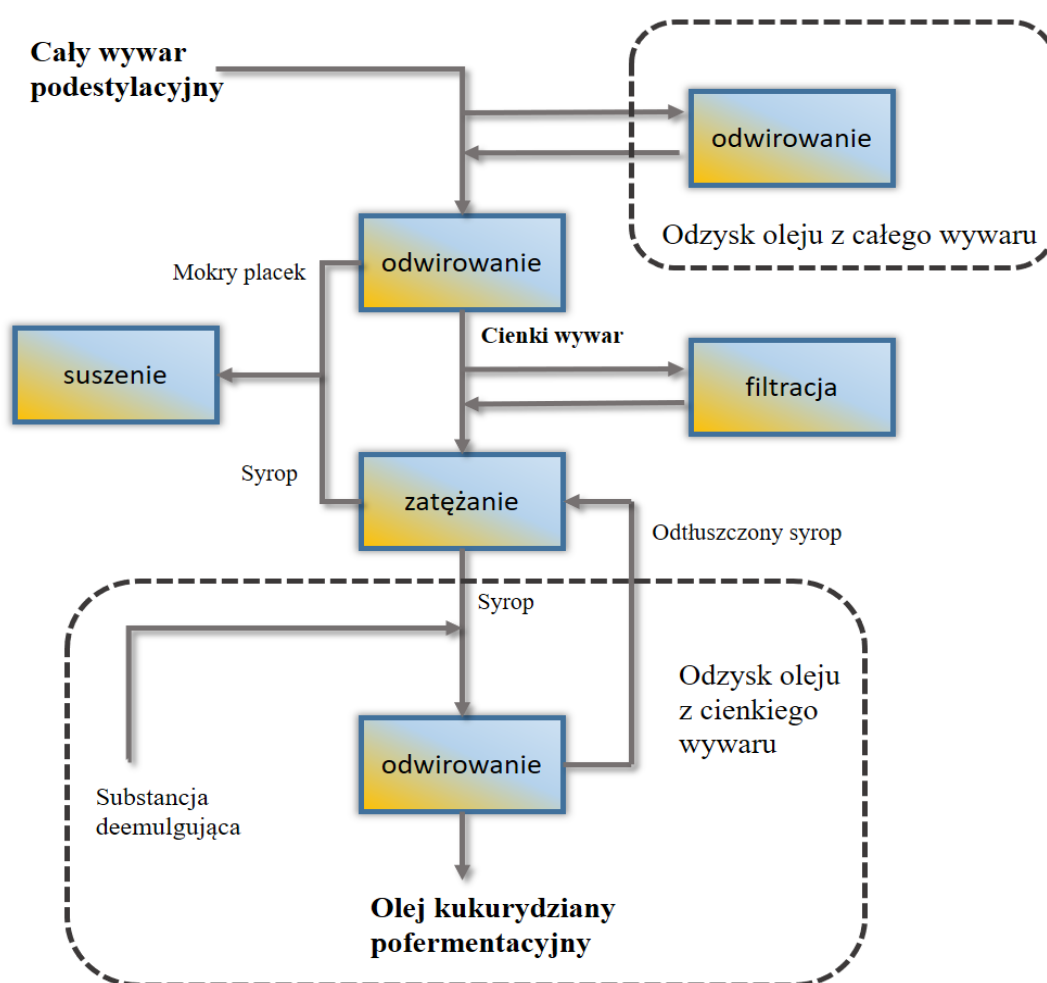 Cały wywar
podestylacyjny
odwirowanie
Odzysk oleju z całego wywaru
odwirowanie
Mokry placek
Cienki wywar
suszenie
filtracja
Syrop
zatężanie
Odtłuszczony syrop
Syrop
Odzysk oleju
z cienkiego
wywaru
odwirowanie
Substancja
deemulgująca
Olej kukurydziany
pofermentacyjny